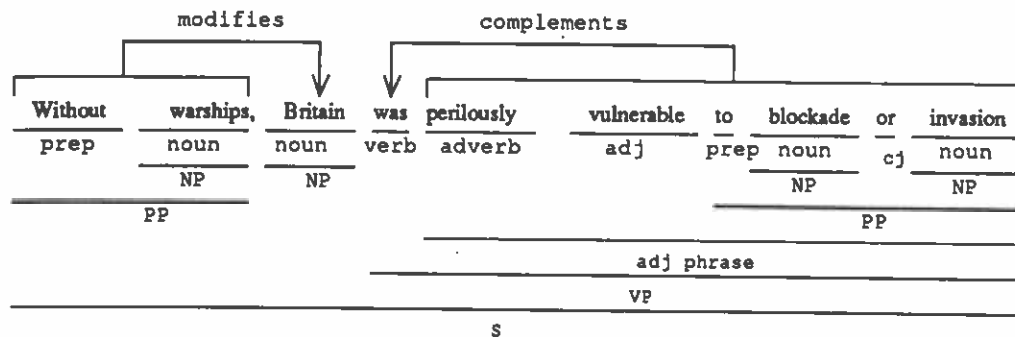 modifies complements
Without warships, Britain was perilously vulnerable to blockade or invasion
prep noun noun verb adverb adj prep noun cj noun
NP NP NP NP
PP PP
adj phrase
VP
S